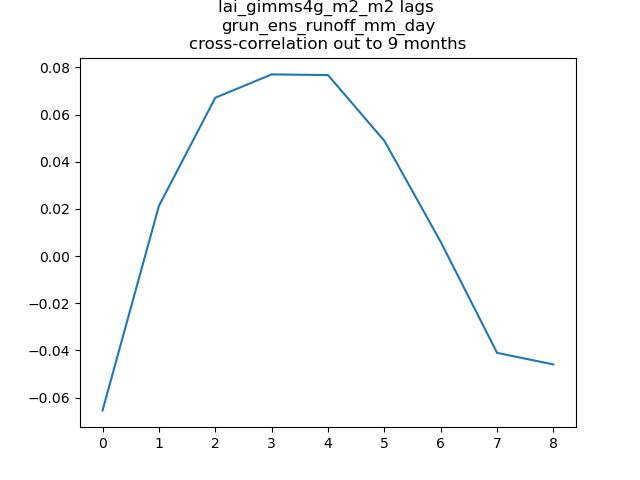 lai_gimms4g_m2_m2 lags
grun_ens_runoff_mm_day
cross-correlation out to 9 months
0.08
0.06
0.04
0.02
0.00
−0.02
−0.04
−0.06
0 1 2 3 4 5 6 7 8